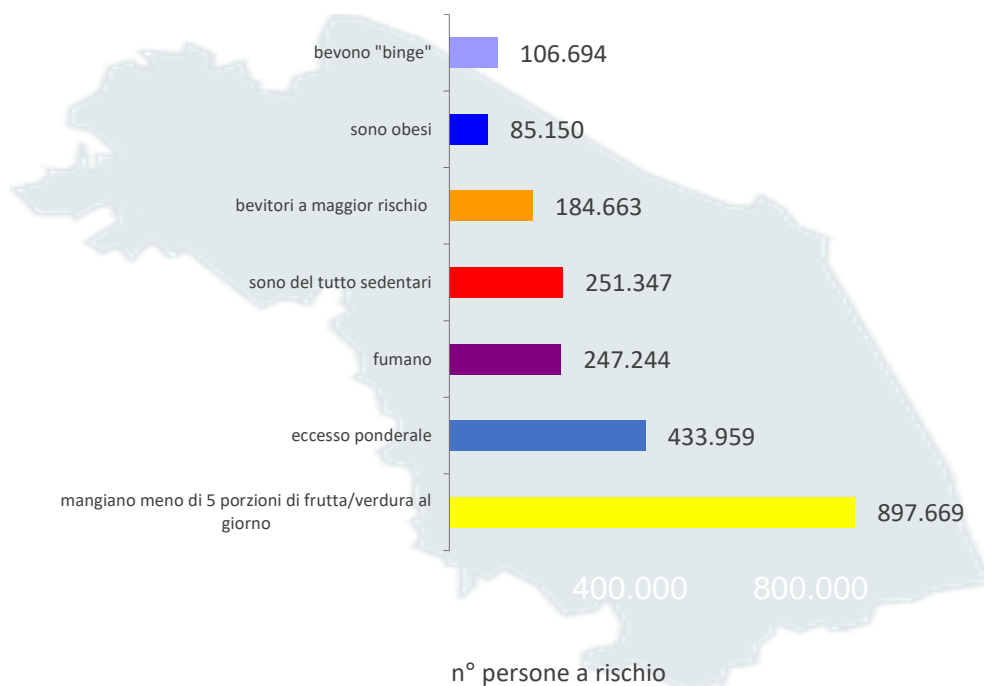 bevono "binge"
106.694
sono obesi
85.150
bevitori a maggior rischio
184.663
sono del tutto sedentari
251.347
fumano
247.244
eccesso ponderale
433.959
mangiano meno di 5 porzioni di frutta/verdura al
giorno
897.669
400.000
800.000
n° persone a rischio